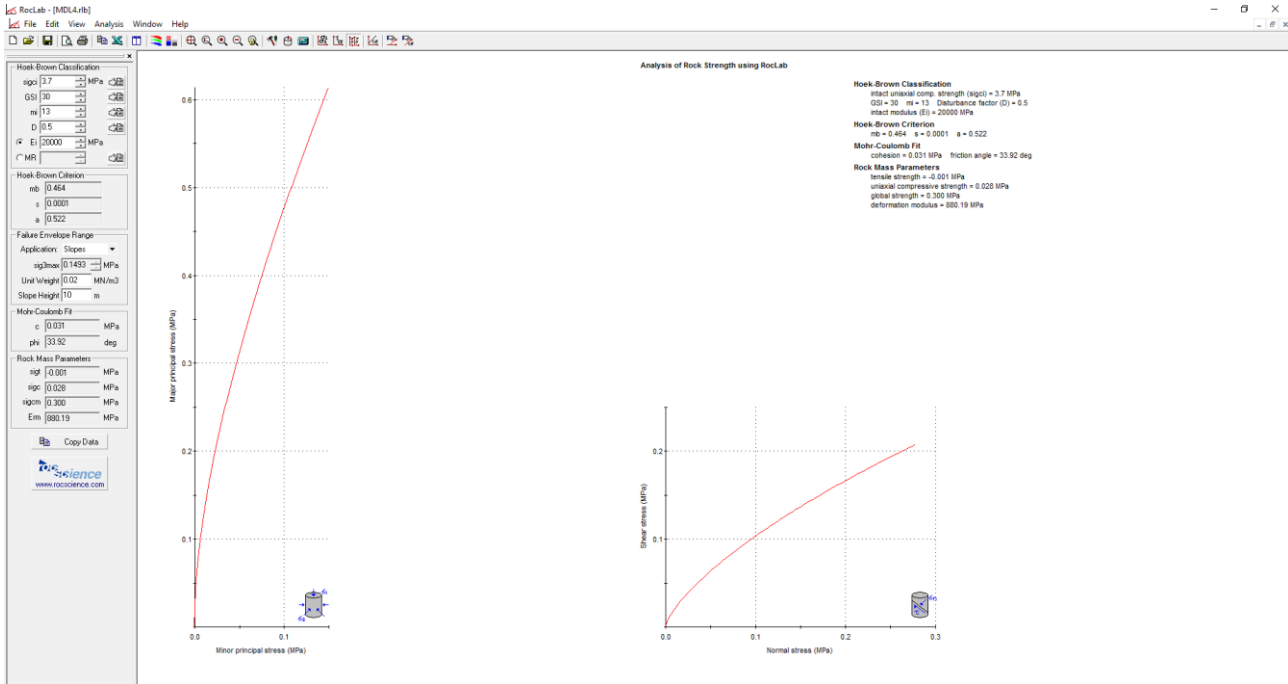 RocLab - [MDL4.rlb]
File Edit View Analysis Window Help
Hoek-Brown Classification
sigci 3.7 MPa
GSI 30
mi 13
D 0.5
Ei 20000 MPa
MR
Hoek-Brown Criterion
mb 0.464
s 0.0001
a 0.522
Failure Envelope Range
Application: Slopes
sig3max 0.1493 MPa
Unit Weight 0.02 MN/m3
Slope Height 10 m
Mohr-Coulomb Fit
c 0.031 MPa
phi 33.92 deg
Rock Mass Parameters
sigt -0.001 MPa
sigc 0.028 MPa
sigcm 0.300 MPa
Erm 880.19 MPa
Copy Data
rocscience
www.rocscience.com
Analysis of Rock Strength using RocLab
Hoek-Brown Classification
intact uniaxial comp. strength (sigci) = 3.7 MPa
GSI = 30 mi = 13 Disturbance factor (D) = 0.5
intact modulus (Ei) = 20000 MPa
Hoek-Brown Criterion
mb = 0.464 s = 0.0001 a = 0.522
Mohr-Coulomb Fit
cohesion = 0.031 MPa friction angle = 33.92 deg
Rock Mass Parameters
tensile strength = -0.001 MPa
uniaxial compressive strength = 0.028 MPa
global strength = 0.300 MPa
deformation modulus = 880.19 MPa
0.6
0.5
0.4
0.3
0.2
0.1
Major principal stress (MPa)
0.0 0.1
Minor principal stress (MPa)
0.2
0.1
Shear stress (MPa)
0.0 0.1 0.2 0.3
Normal stress (MPa)